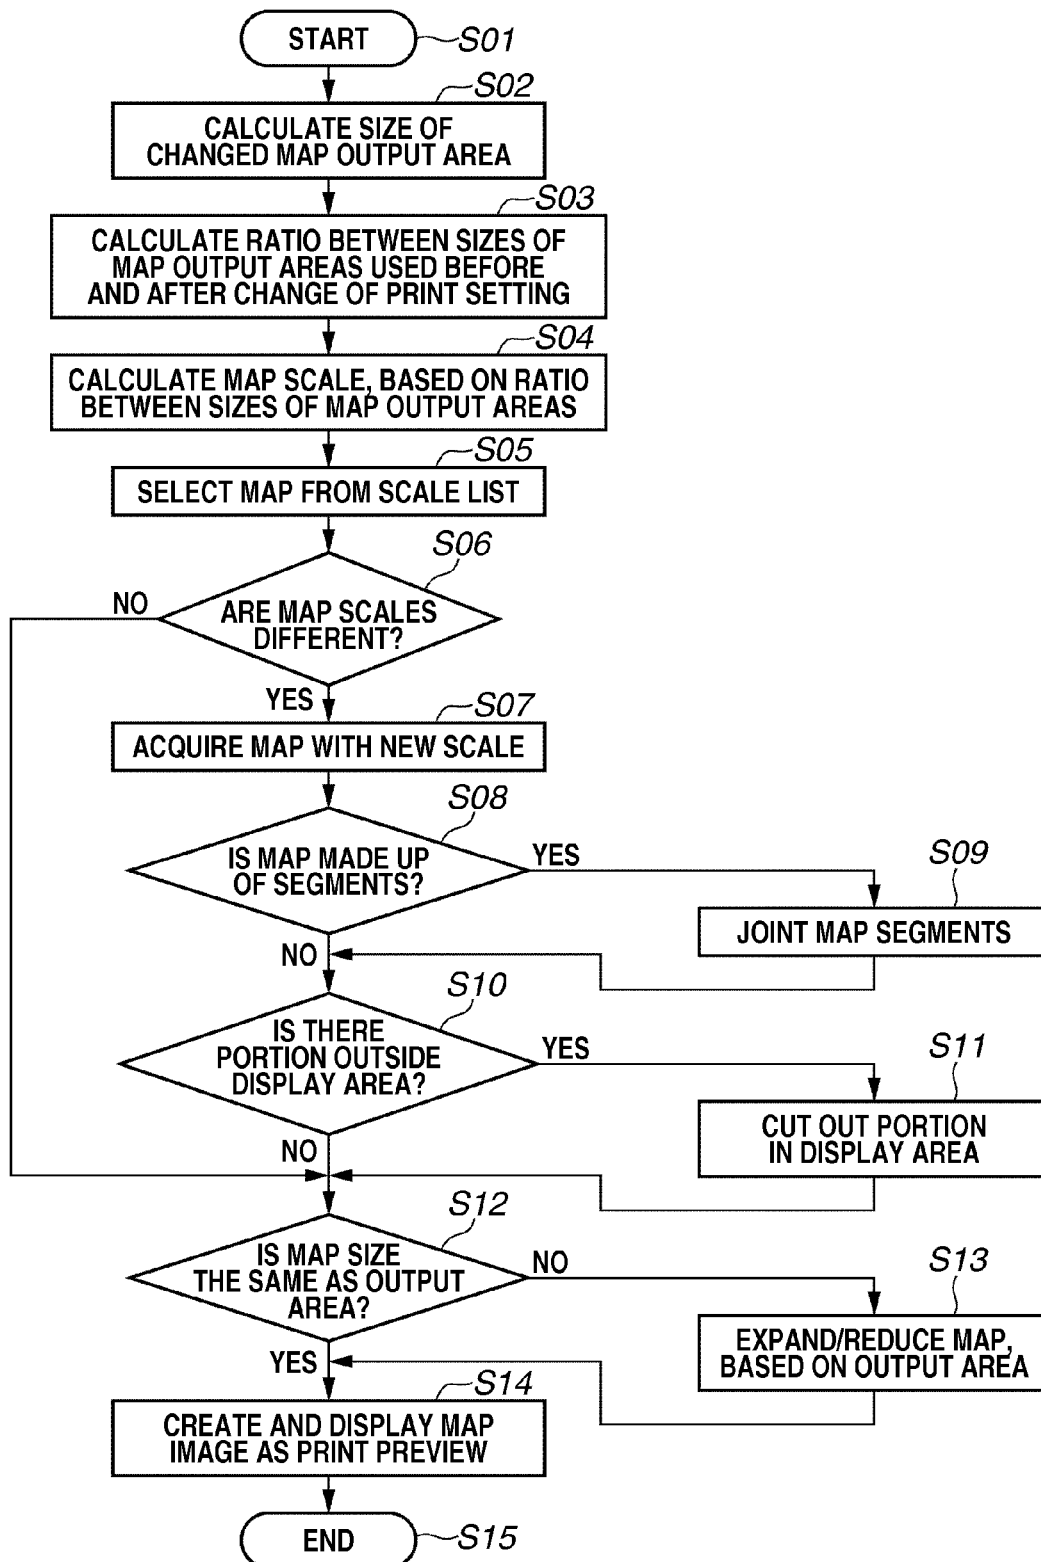 START
S01
S02
CALCULATE SIZE OF
CHANGED MAP OUTPUT AREA
S03
CALCULATE RATIO BETWEEN SIZES OF
MAP OUTPUT AREAS USED BEFORE
AND AFTER CHANGE OF PRINT SETTING
S04
CALCULATE MAP SCALE, BASED ON RATIO
BETWEEN SIZES OF MAP OUTPUT AREAS
S05
SELECT MAP FROM SCALE LIST
S06
NO
ARE MAP SCALES
DIFFERENT?
YES
S07
ACQUIRE MAP WITH NEW SCALE
S08
IS MAP MADE UP
OF SEGMENTS?
YES
S09
JOINT MAP SEGMENTS
NO
S10
IS THERE
PORTION OUTSIDE
DISPLAY AREA?
YES
S11
CUT OUT PORTION
IN DISPLAY AREA
NO
S12
IS MAP SIZE
THE SAME AS OUTPUT
AREA?
NO
S13
EXPAND/REDUCE MAP,
BASED ON OUTPUT AREA
YES
S14
CREATE AND DISPLAY MAP
IMAGE AS PRINT PREVIEW
END
S15